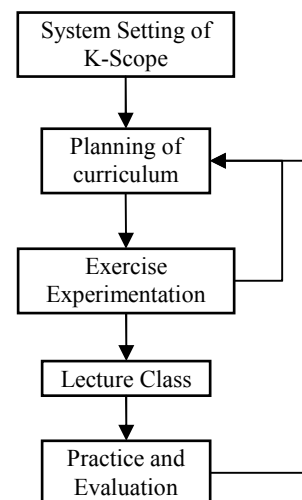 System Setting of
K-Scope
Planning of
curriculum
Exercise
Experimentation
Lecture Class
Practice and
Evaluation